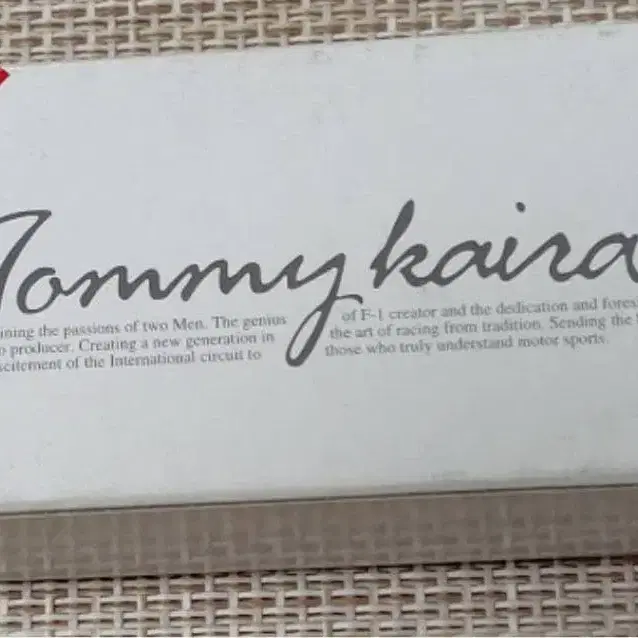 Tommy kaira
ining the passions of two Men. The genius of F-1 creator and the dedication and fores
producer. Creating a new generation in the art of racing from tradition. Sending the
citement of the International circuit to those who truly understand motor sports.